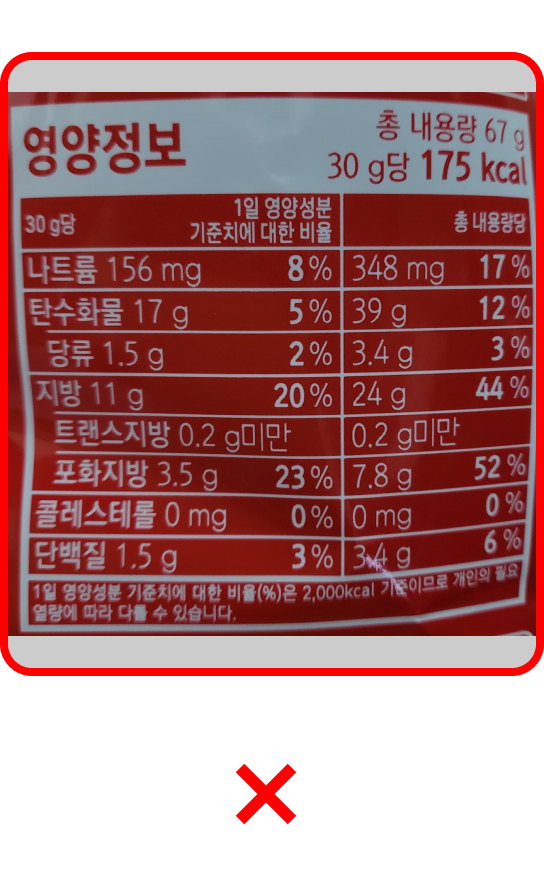 영양정보
총 내용량 67 g
30 g당 175 kcal
30 g당 1일 영양성분 기준치에 대한 비율 총 내용량당
나트륨 156 mg 8% 348 mg 17%
탄수화물 17 g 5% 39 g 12%
당류 1.5 g 2% 3.4 g 3%
지방 11 g 20% 24 g 44%
트랜스지방 0.2 g미만 0.2 g미만
포화지방 3.5 g 23% 7.8 g 52%
콜레스테롤 0 mg 0% 0 mg 0%
단백질 1.5 g 3% 3.4 g 6%
1일 영양성분 기준치에 대한 비율(%)은 2,000kcal 기준이므로 개인의 필요
열량에 따라 다를 수 있습니다.